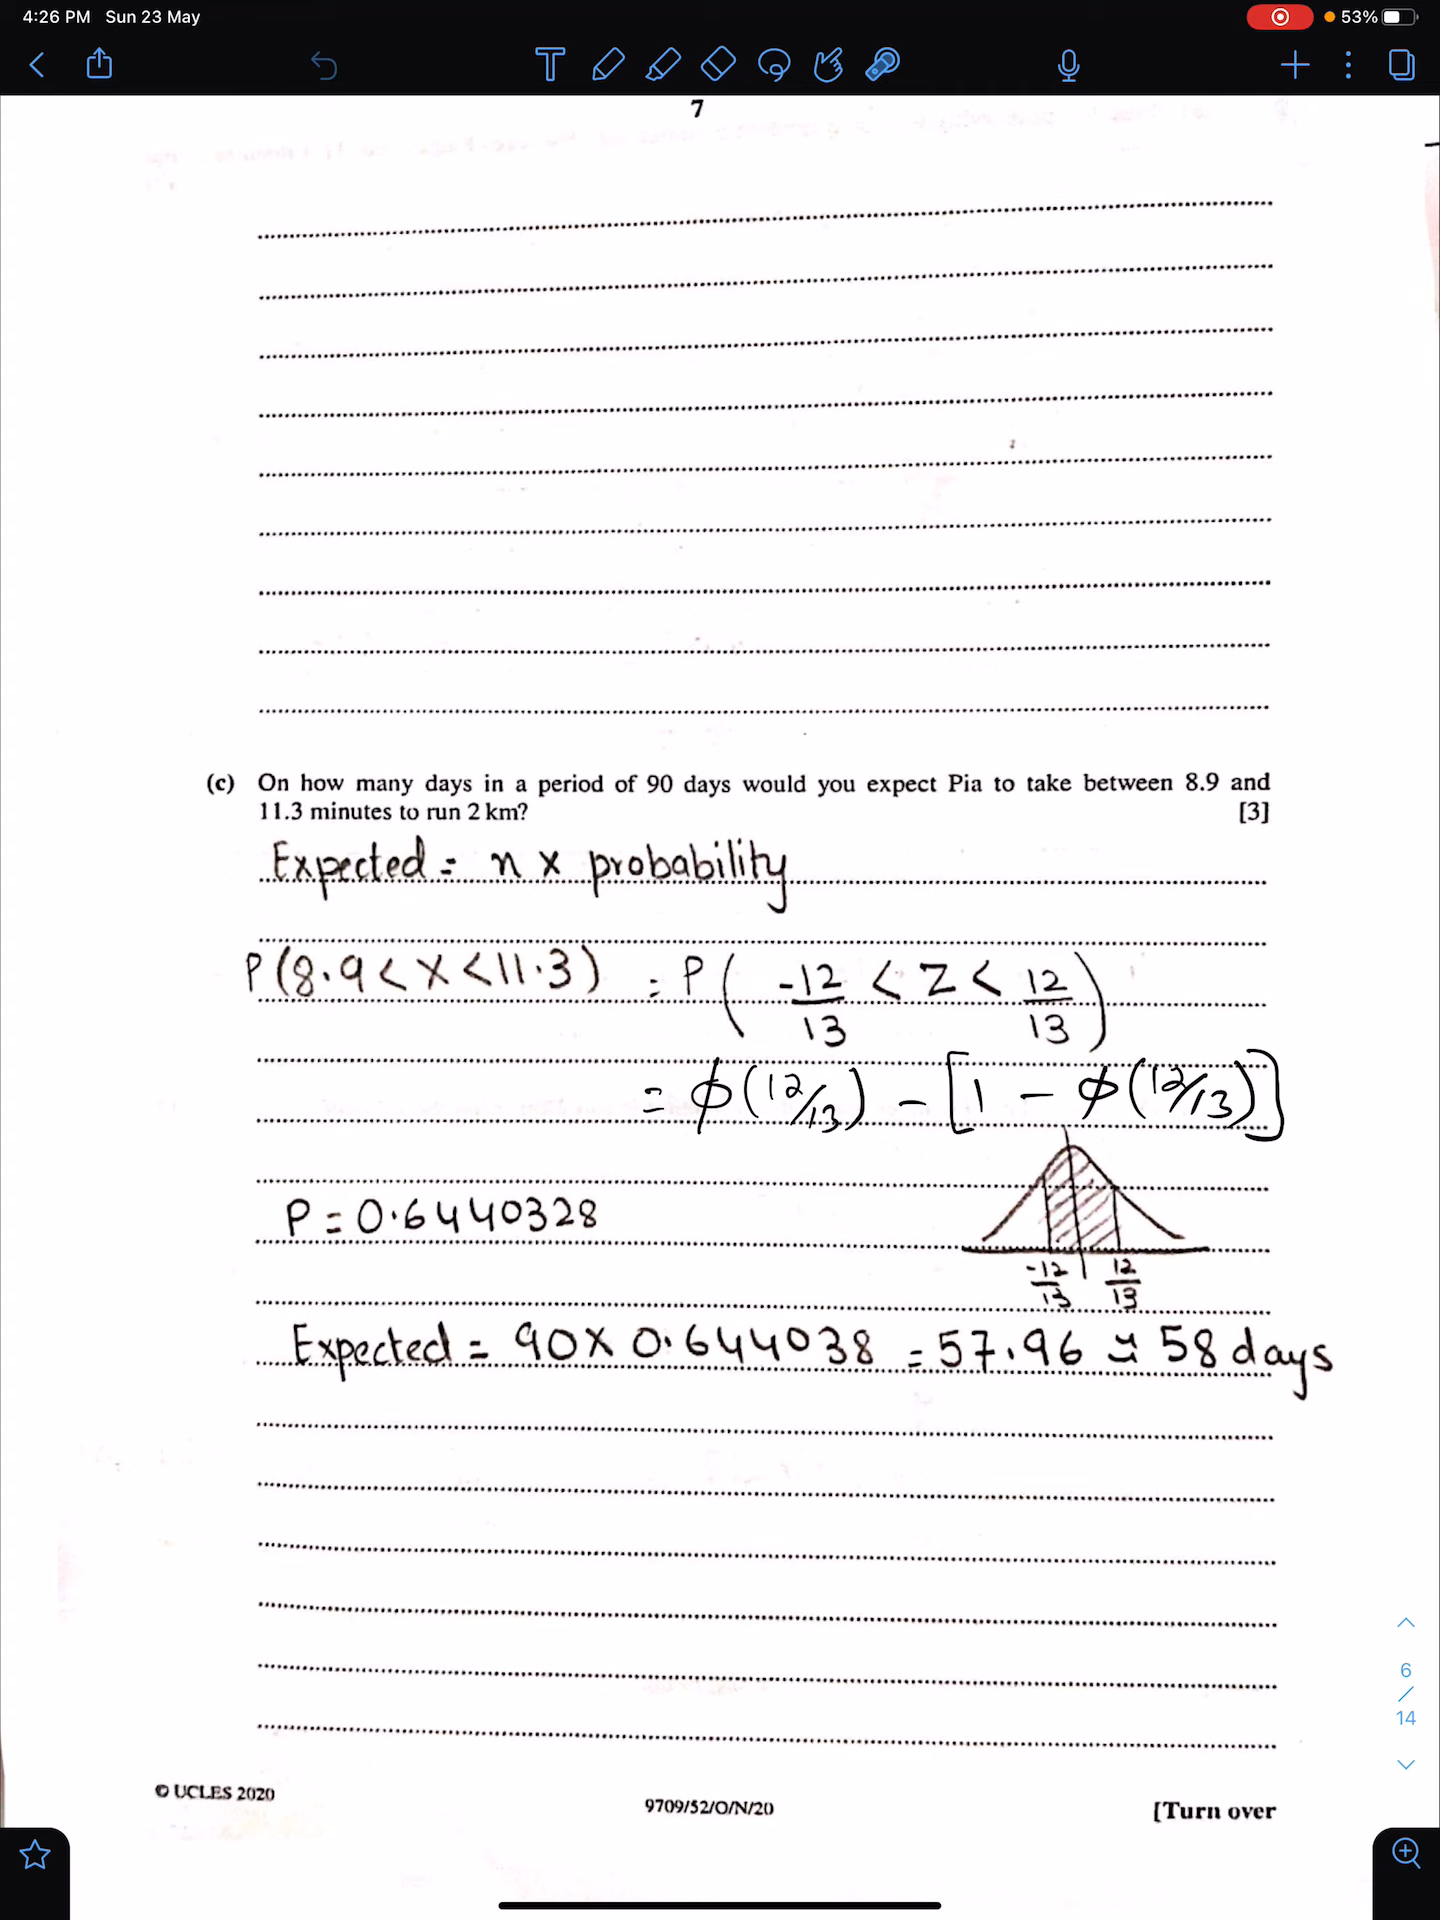 4:26 PM Sun 23 May
53%
7
(c) On how many days in a period of 90 days would you expect Pia to take between 8.9 and
11.3 minutes to run 2 km? [3]
Expected = n × probability
P(8.9 < X < 11.3) = P( -12/13 < Z < 12/13 )
= ϕ(12/13) - [1 - ϕ(12/13)]
P = 0.6440328
-12/13 12/13
Expected = 90 × 0.644038 = 57.96 ≃ 58 days
6
/
14
© UCLES 2020
9709/52/O/N/20
[Turn over